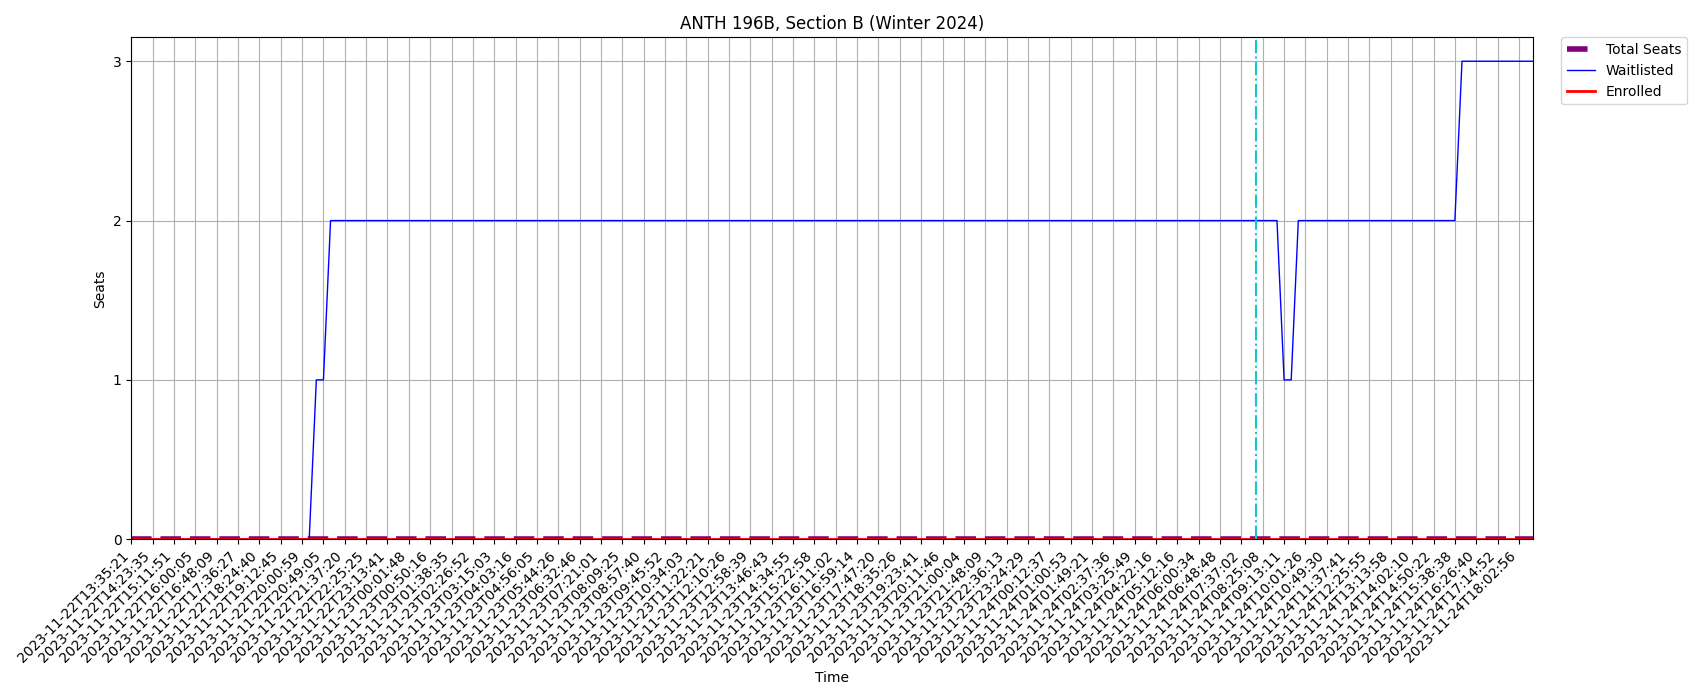 ANTH 196B, Section B (Winter 2024)
Total Seats
Waitlisted
Enrolled
3
2
1
0
Seats
2023-11-22T13:35:21
2023-11-22T14:23:35
2023-11-22T15:11:51
2023-11-22T16:00:05
2023-11-22T16:48:09
2023-11-22T17:36:27
2023-11-22T18:24:40
2023-11-22T19:12:45
2023-11-22T20:00:59
2023-11-22T20:49:05
2023-11-22T21:37:20
2023-11-22T22:25:25
2023-11-22T23:13:41
2023-11-23T00:01:48
2023-11-23T00:50:16
2023-11-23T01:38:35
2023-11-23T02:26:52
2023-11-23T03:15:03
2023-11-23T04:03:16
2023-11-23T04:56:05
2023-11-23T05:44:26
2023-11-23T06:32:46
2023-11-23T07:21:01
2023-11-23T08:09:25
2023-11-23T08:57:40
2023-11-23T09:45:52
2023-11-23T10:34:03
2023-11-23T11:22:21
2023-11-23T12:10:26
2023-11-23T12:58:39
2023-11-23T13:46:43
2023-11-23T14:34:55
2023-11-23T15:22:58
2023-11-23T16:11:02
2023-11-23T16:59:14
2023-11-23T17:47:20
2023-11-23T18:35:26
2023-11-23T19:23:41
2023-11-23T20:11:46
2023-11-23T21:00:04
2023-11-23T21:48:09
2023-11-23T22:36:13
2023-11-23T23:24:29
2023-11-24T00:12:37
2023-11-24T01:00:53
2023-11-24T01:49:21
2023-11-24T02:37:36
2023-11-24T03:25:49
2023-11-24T04:22:16
2023-11-24T05:12:16
2023-11-24T06:00:34
2023-11-24T06:48:48
2023-11-24T07:37:02
2023-11-24T08:25:08
2023-11-24T09:13:11
2023-11-24T10:01:26
2023-11-24T10:49:30
2023-11-24T11:37:41
2023-11-24T12:25:55
2023-11-24T13:13:58
2023-11-24T14:02:10
2023-11-24T14:50:22
2023-11-24T15:38:38
2023-11-24T16:26:40
2023-11-24T17:14:52
2023-11-24T18:02:56
Time